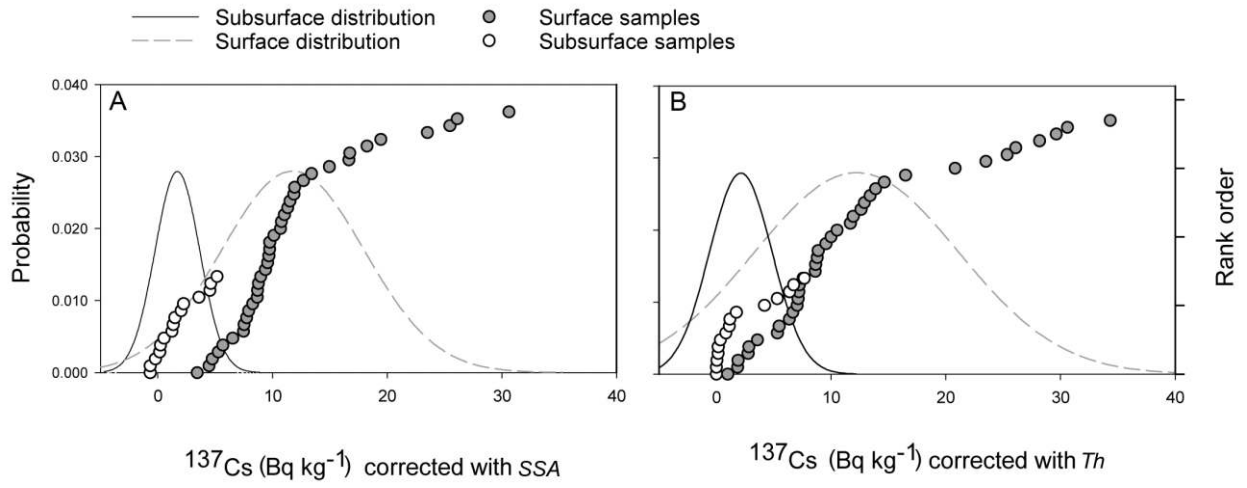 Subsurface distribution
Surface distribution
Surface samples
Subsurface samples
A
B
0.040
0.030
0.020
0.010
0.000
Probability
Rank order
0 10 20 30 40
0 10 20 30 40
¹³⁷Cs (Bq kg⁻¹) corrected with SSA
¹³⁷Cs (Bq kg⁻¹) corrected with Th